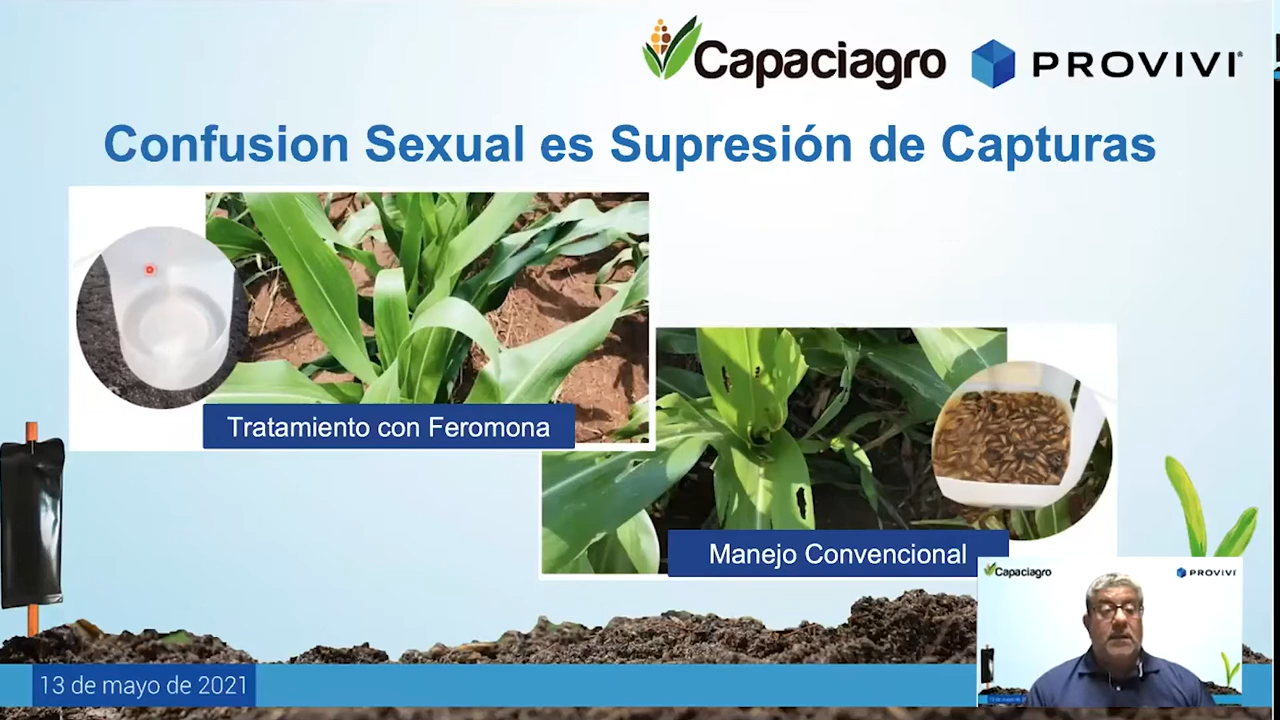 Capaciagro PROVIVI®
Confusion Sexual es Supresión de Capturas
Tratamiento con Feromona
Manejo Convencional
Capaciagro PROVIVI
13 de mayo de 2021